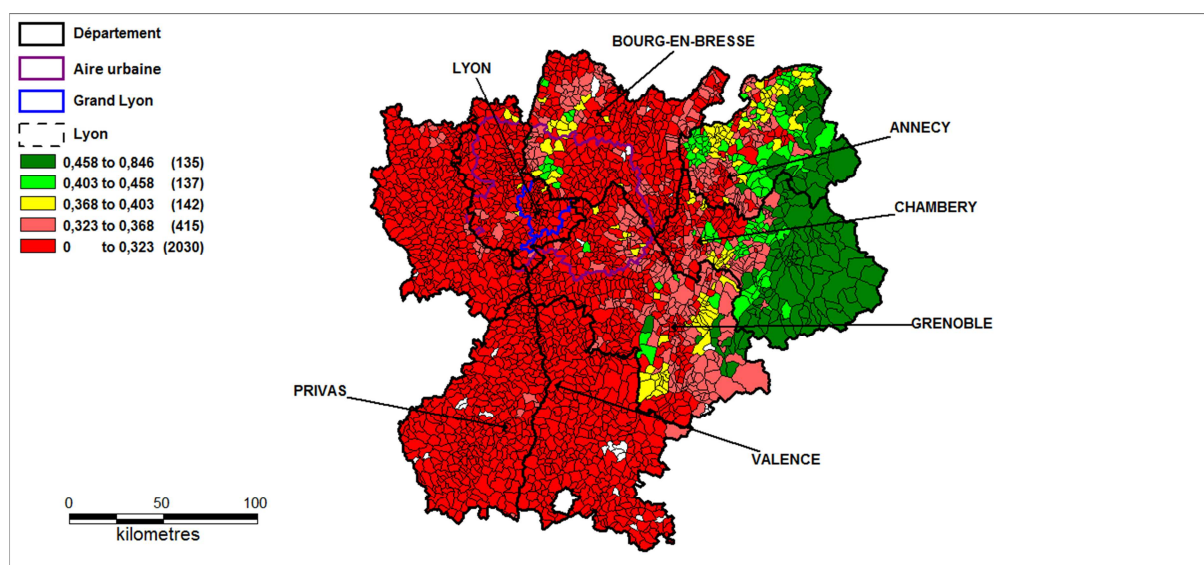 Département
Aire urbaine
Grand Lyon
Lyon
0,458 to 0,846 (135)
0,403 to 0,458 (137)
0,368 to 0,403 (142)
0,323 to 0,368 (415)
0 to 0,323 (2030)
BOURG-EN-BRESSE
LYON
ANNECY
CHAMBERY
GRENOBLE
PRIVAS
VALENCE
0 50 100
kilometres